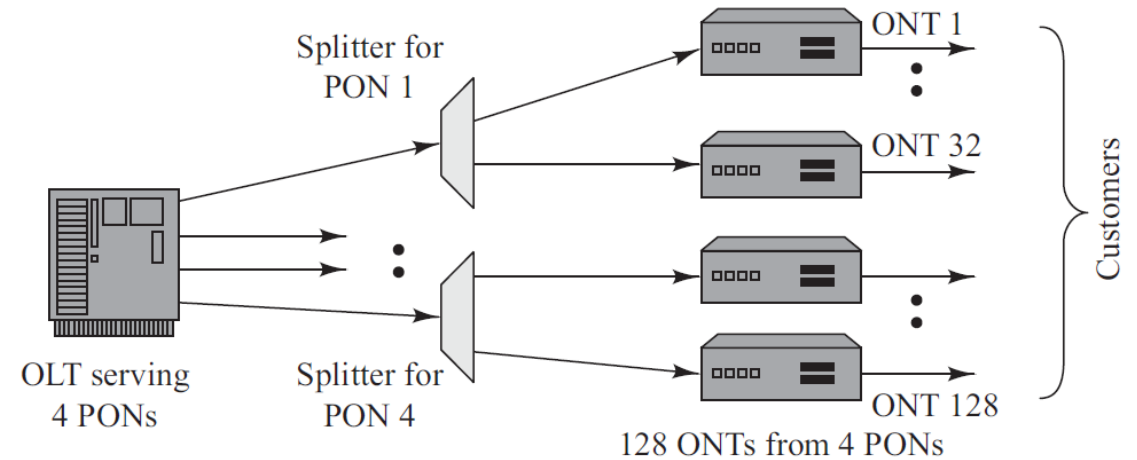 Splitter for
PON 1
ONT 1
ONT 32
Customers
OLT serving
4 PONs
Splitter for
PON 4
ONT 128
128 ONTs from 4 PONs